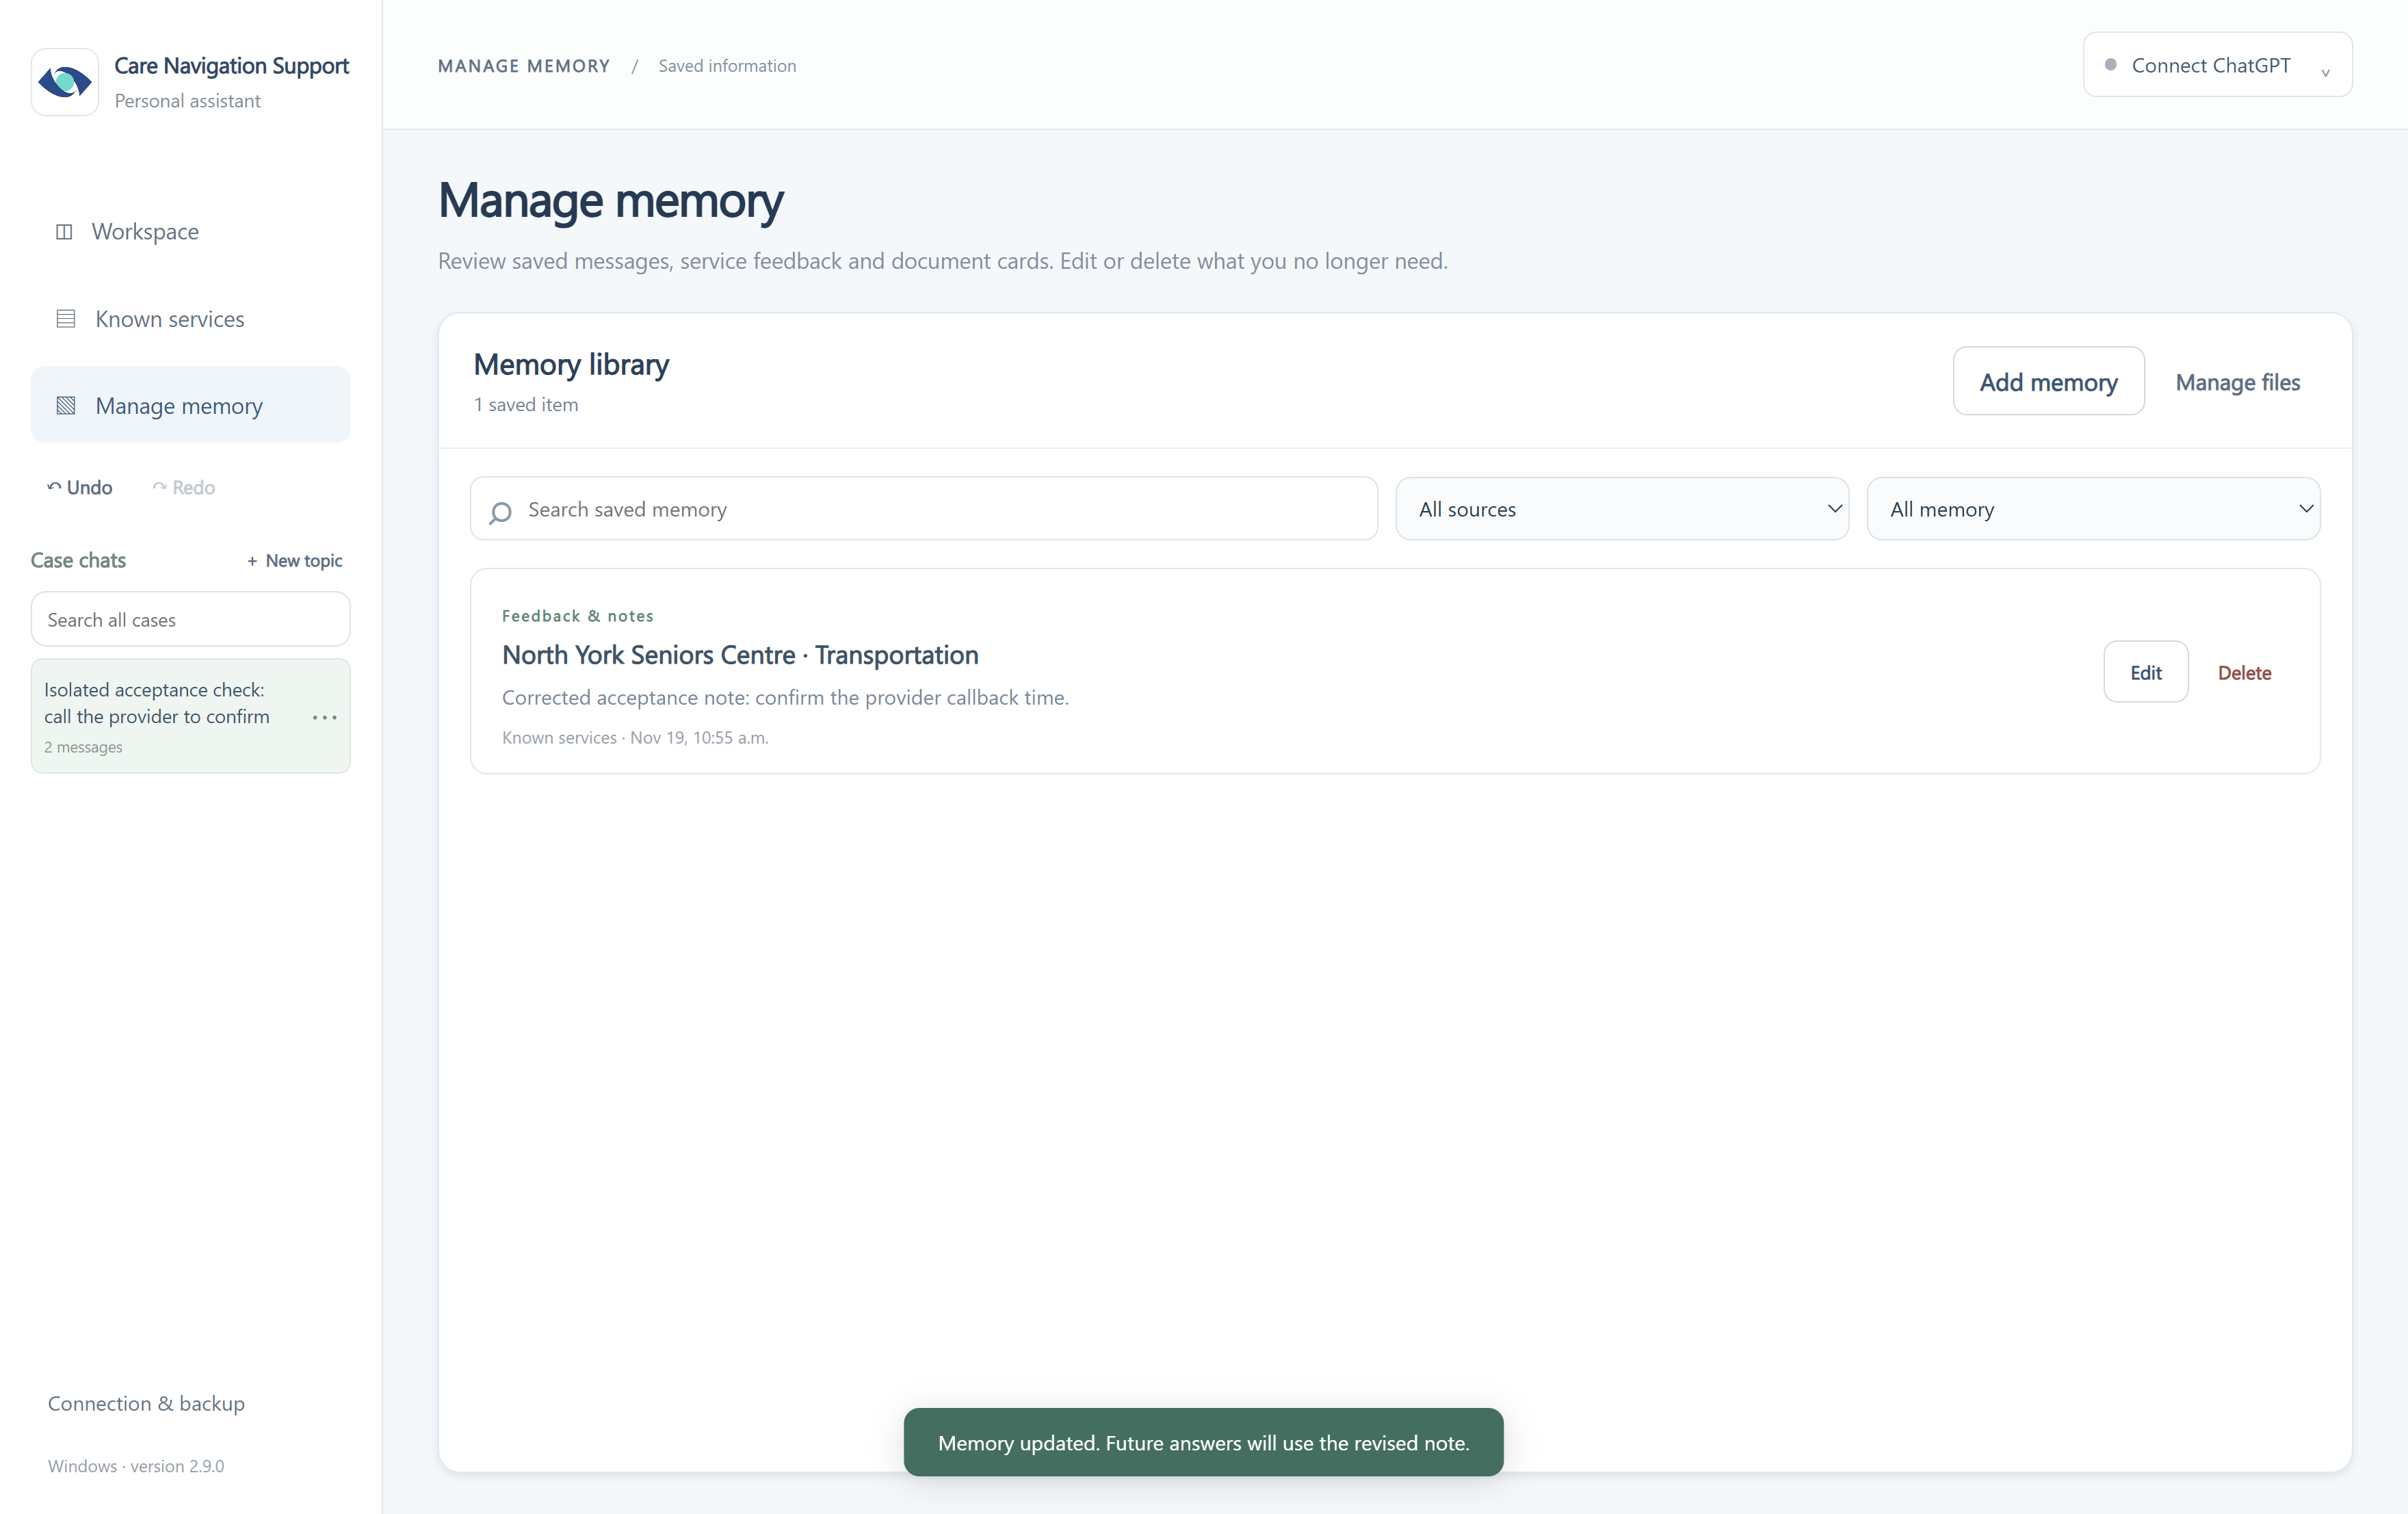 Care Navigation Support
Personal assistant
Workspace
Known services
Manage memory
↶ Undo
↷ Redo
Case chats
+ New topic
Search all cases
Isolated acceptance check:
call the provider to confirm
2 messages
Connection & backup
Windows · version 2.9.0
MANAGE MEMORY / Saved information
Connect ChatGPT
Manage memory
Review saved messages, service feedback and document cards. Edit or delete what you no longer need.
Memory library
1 saved item
Add memory
Manage files
Search saved memory
All sources
All memory
Feedback & notes
North York Seniors Centre · Transportation
Corrected acceptance note: confirm the provider callback time.
Known services · Nov 19, 10:55 a.m.
Edit
Delete
Memory updated. Future answers will use the revised note.